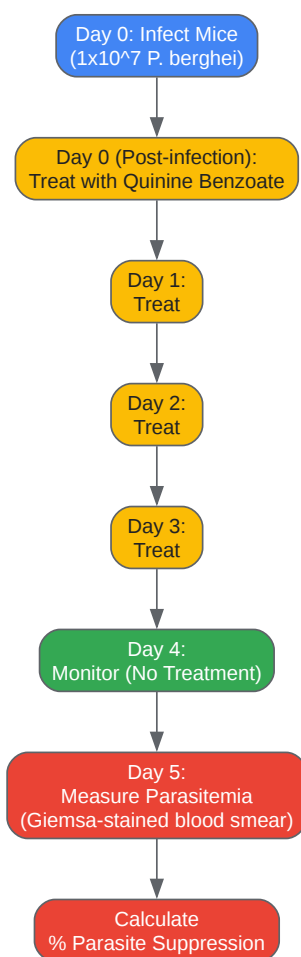 Day 0: Infect Mice
(1x10^7 P. berghei)
Day 0 (Post-infection):
Treat with Quinine Benzoate
Day 1:
Treat
Day 2:
Treat
Day 3:
Treat
Day 4:
Monitor (No Treatment)
Day 5:
Measure Parasitemia
(Giemsa-stained blood smear)
Calculate
% Parasite Suppression